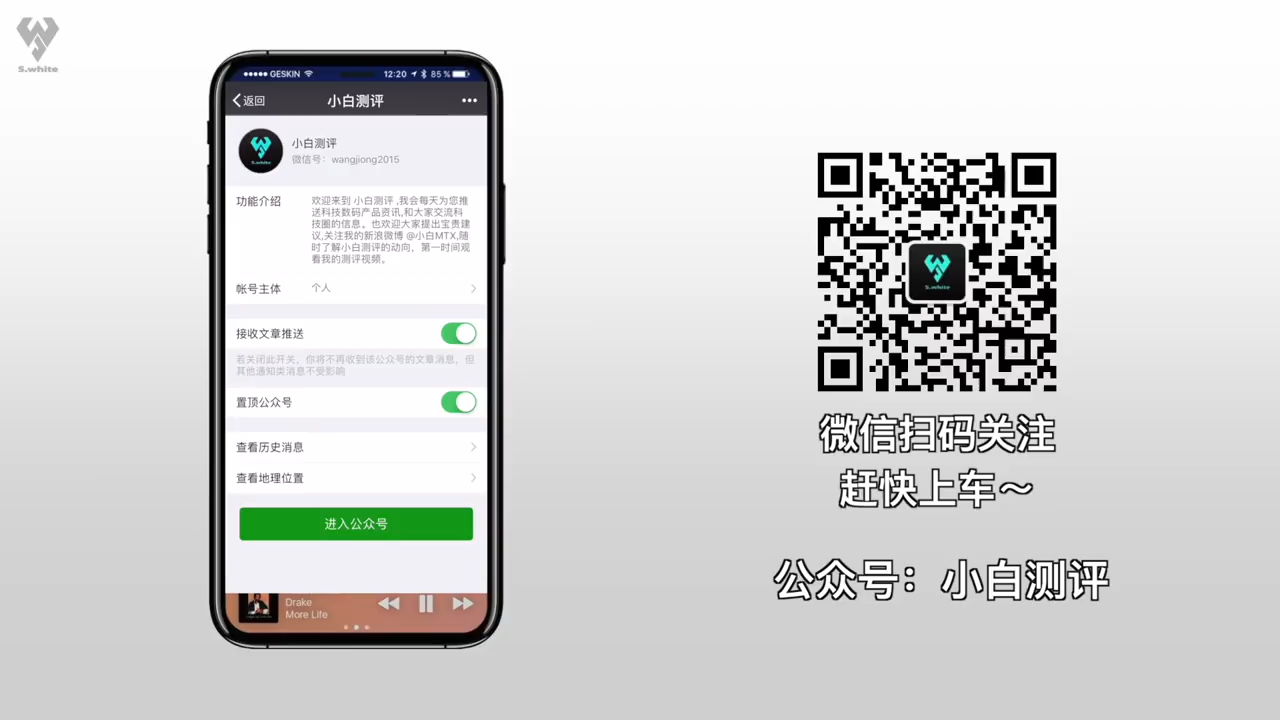 S.white
GESKIN 12:20 85%
返回 小白测评
小白测评
微信号：wangjiong2015
S.white
功能介绍
欢迎来到 小白测评 ,我会每天为您推
送科技数码产品资讯,和大家交流科
技圈的信息。也欢迎大家提出宝贵建
议,关注我的新浪微博 @小白MTX,随
时了解小白测评的动向，第一时间观
看我的测评视频。
帐号主体 个人
接收文章推送
若关闭此开关，你将不再收到该公众号的文章消息，但
其他通知类消息不受影响
置顶公众号
查看历史消息
查看地理位置
进入公众号
Drake
More Life
S.white
微信扫码关注
赶快上车～
公众号：小白测评